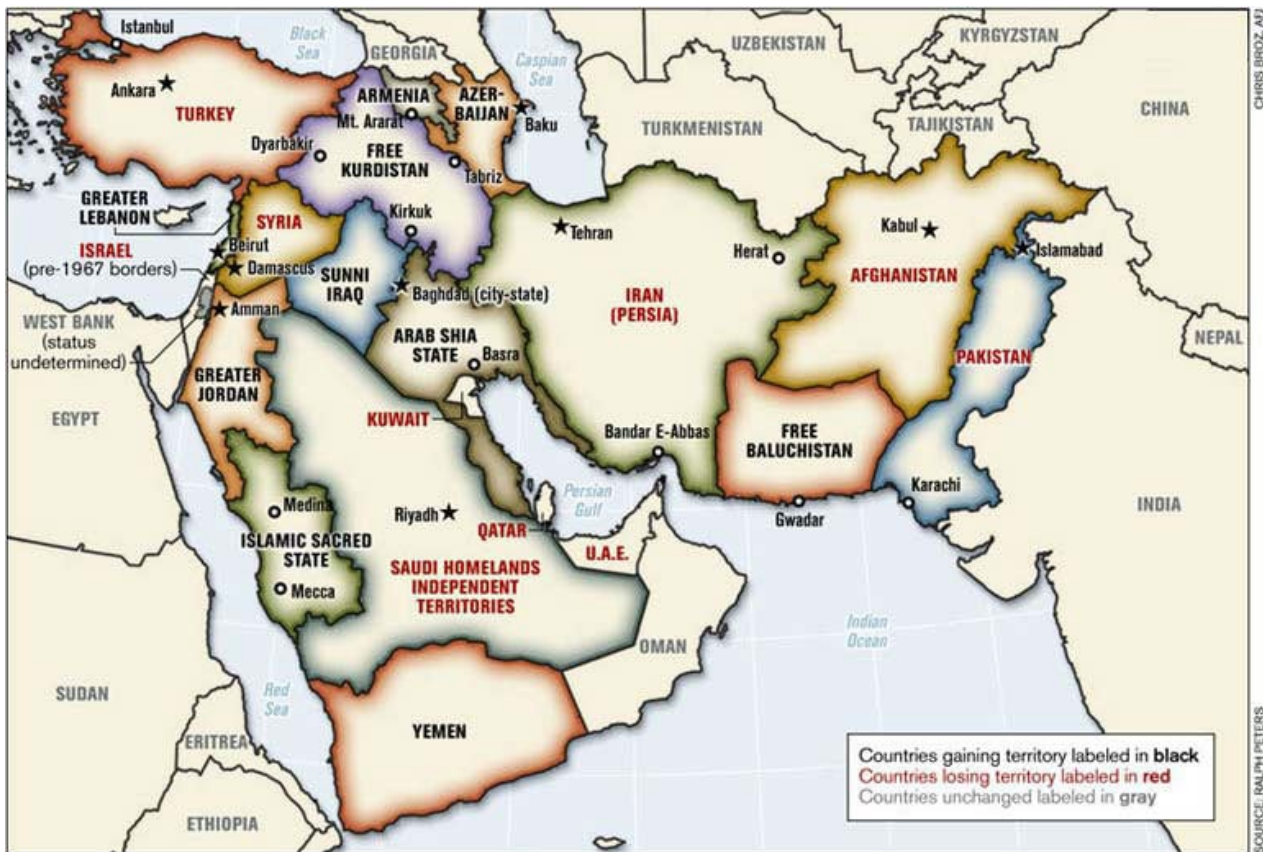 Istanbul
Black
Sea
GEORGIA
Caspian
Sea
UZBEKISTAN
KYRGYZSTAN
CHRIS BROZ, AFJ
Ankara
TURKEY
ARMENIA
Mt. Ararat
AZER-
BAIJAN
Baku
TURKMENISTAN
TAJIKISTAN
CHINA
Dyarbakir
FREE
KURDISTAN
Tabriz
GREATER
LEBANON
SYRIA
Kirkuk
Tehran
Herat
Kabul
Islamabad
ISRAEL
(pre-1967 borders)
Beirut
Damascus
SUNNI
IRAQ
Baghdad (city-state)
IRAN
(PERSIA)
AFGHANISTAN
WEST BANK
(status
undetermined)
Amman
ARAB SHIA
STATE
Basra
PAKISTAN
NEPAL
GREATER
JORDAN
EGYPT
KUWAIT
Bandar E-Abbas
FREE
BALUCHISTAN
Karachi
Gwadar
INDIA
Medina
ISLAMIC SACRED
STATE
Mecca
Riyadh
Persian
Gulf
QATAR
U.A.E.
SAUDI HOMELANDS
INDEPENDENT
TERRITORIES
OMAN
Indian
Ocean
SUDAN
Red
Sea
YEMEN
ERITREA
ETHIOPIA
Countries gaining territory labeled in black
Countries losing territory labeled in red
Countries unchanged labeled in gray
SOURCE: RALPH PETERS